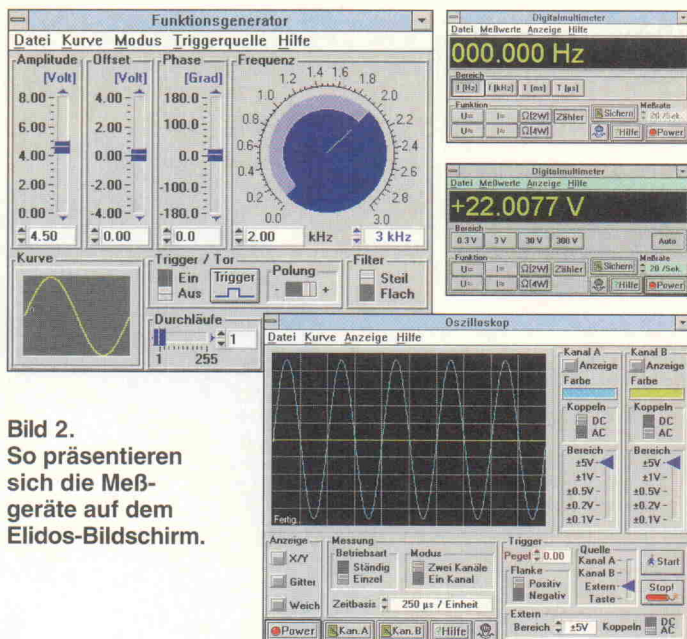 Funktionsgenerator
Datei Kurve Modus Triggerquelle Hilfe
Amplitude
[Volt]
8.00
6.00
4.00
2.00
0.00
4.50
Offset
[Volt]
4.00
2.00
0.00
-2.00
-4.00
0.00
Phase
[Grad]
180.0
100.0
0.0
-100.0
-180.0
0.0
Frequenz
0.0
0.2
0.4
0.6
0.8
1.0
1.2
1.4
1.6
1.8
2.0
2.2
2.4
2.6
2.8
3.0
2.00 kHz 3 kHz
Kurve
Trigger / Tor
Ein
Aus
Trigger
Polung
- +
Filter
Steil
Flach
Durchläufe
1
1 255
Digitalmultimeter
Datei Meßwerte Anzeige Hilfe
000.000 Hz
Bereich
f [Hz] f [kHz] T [ms] T [µs]
Funktion
U= I= Ω[2W] Zähler
U≈ I≈ Ω[4W]
Sichern
Meßrate
20 /Sek.
?Hilfe Power
Digitalmultimeter
Datei Meßwerte Anzeige Hilfe
+22.0077 V
Bereich
0.3 V 3 V 30 V 300 V Auto
Funktion
U= I= Ω[2W] Zähler
U≈ I≈ Ω[4W]
Sichern
Meßrate
20 /Sek.
?Hilfe Power
Oszilloskop
Datei Kurve Anzeige Hilfe
Fertig
Kanal A
Anzeige
Farbe
Koppeln
DC
AC
Bereich
±5V
±1V
±0.5V
±0.2V
±0.1V
Kanal B
Anzeige
Farbe
Koppeln
DC
AC
Bereich
±5V
±1V
±0.5V
±0.2V
±0.1V
Anzeige
X/Y
Gitter
Weich
Messung
Betriebsart
Ständig
Einzel
Modus
Zwei Kanäle
Ein Kanal
Zeitbasis 250 µs / Einheit
Trigger
Pegel 0.00
Flanke
Positiv
Negativ
Quelle
Kanal A
Kanal B
Extern
Taste
Start
Stop!
Extern
Bereich ±5V Koppeln DC
AC
Power Kan. A Kan. B ?Hilfe
Bild 2.
So präsentieren
sich die Meß-
geräte auf dem
Elidos-Bildschirm.